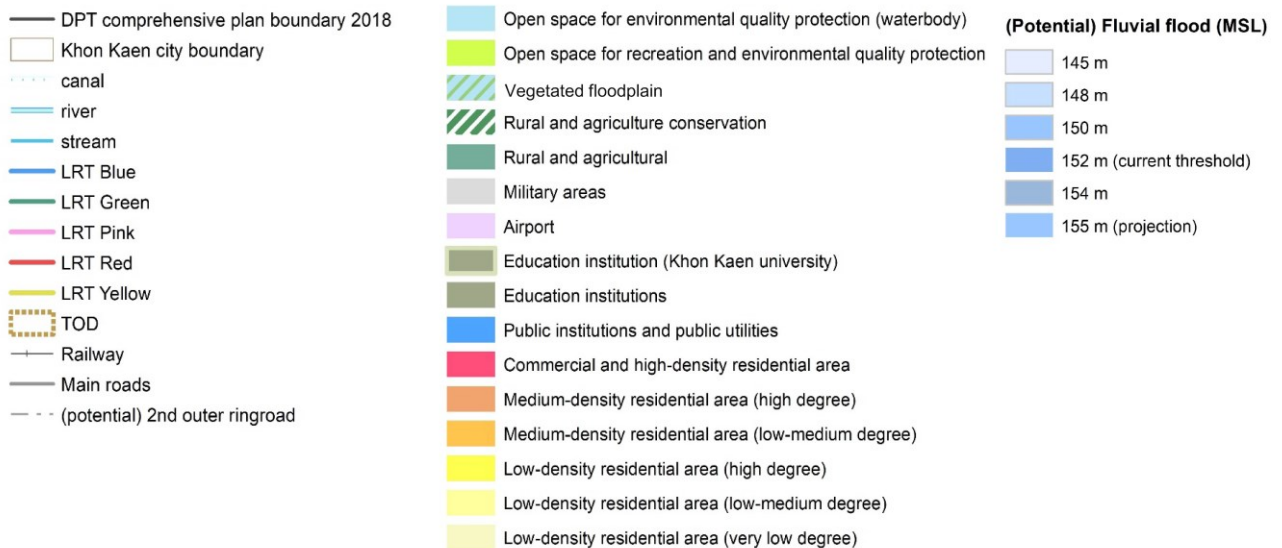 DPT comprehensive plan boundary 2018
Khon Kaen city boundary
canal
river
stream
LRT Blue
LRT Green
LRT Pink
LRT Red
LRT Yellow
TOD
Railway
Main roads
(potential) 2nd outer ringroad
Open space for environmental quality protection (waterbody)
Open space for recreation and environmental quality protection
Vegetated floodplain
Rural and agriculture conservation
Rural and agricultural
Military areas
Airport
Education institution (Khon Kaen university)
Education institutions
Public institutions and public utilities
Commercial and high-density residential area
Medium-density residential area (high degree)
Medium-density residential area (low-medium degree)
Low-density residential area (high degree)
Low-density residential area (low-medium degree)
Low-density residential area (very low degree)
(Potential) Fluvial flood (MSL)
145 m
148 m
150 m
152 m (current threshold)
154 m
155 m (projection)